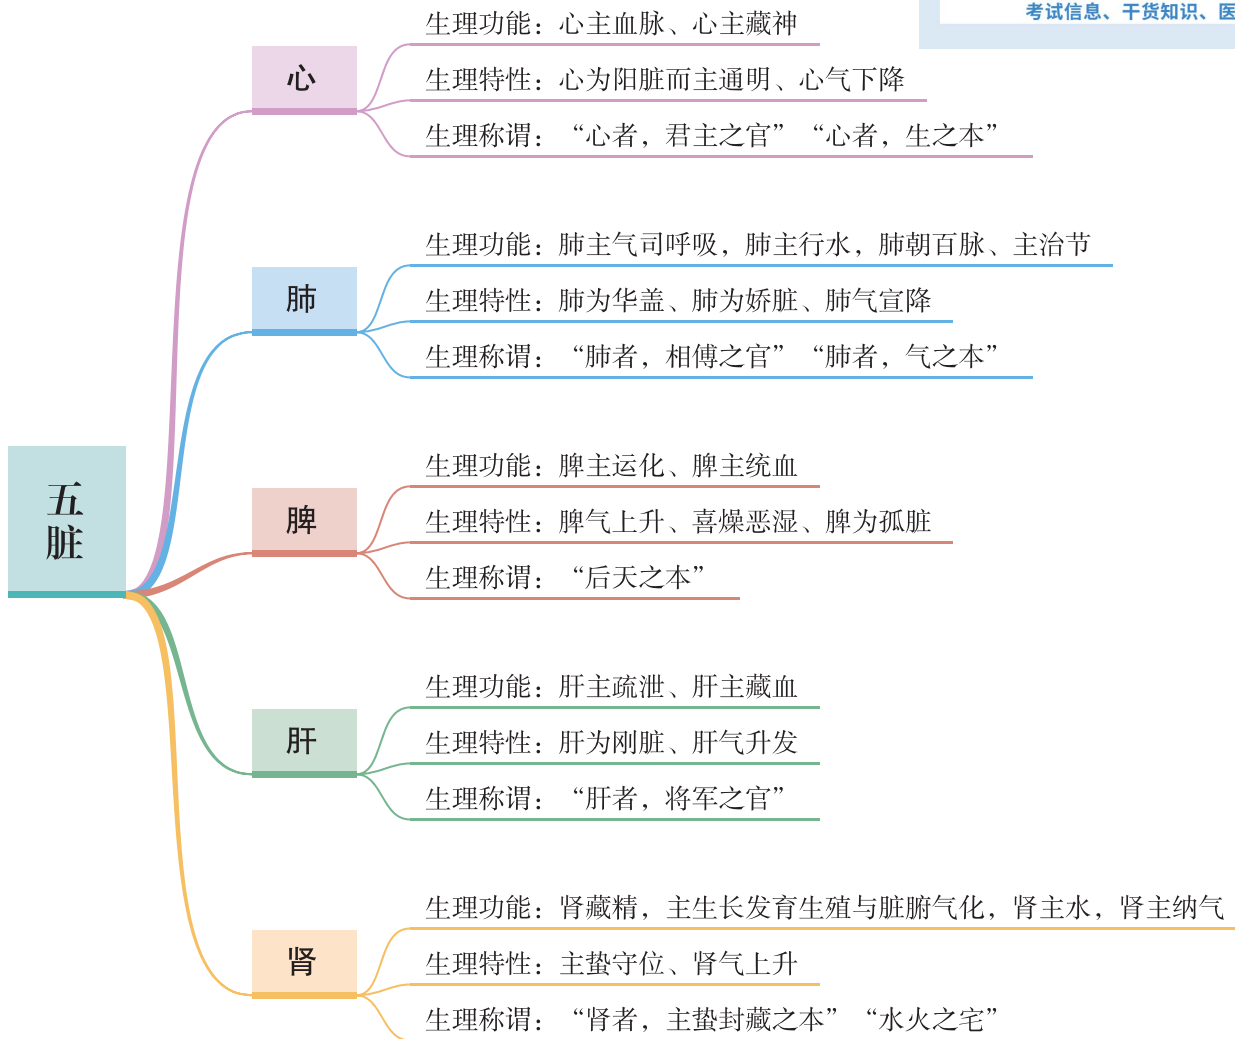 考试信息、干货知识、医
五脏
心
生理功能：心主血脉、心主藏神
生理特性：心为阳脏而主通明、心气下降
生理称谓：“心者，君主之官”“心者，生之本”
肺
生理功能：肺主气司呼吸，肺主行水，肺朝百脉、主治节
生理特性：肺为华盖、肺为娇脏、肺气宣降
生理称谓：“肺者，相傅之官”“肺者，气之本”
脾
生理功能：脾主运化、脾主统血
生理特性：脾气上升、喜燥恶湿、脾为孤脏
生理称谓：“后天之本”
肝
生理功能：肝主疏泄、肝主藏血
生理特性：肝为刚脏、肝气升发
生理称谓：“肝者，将军之官”
肾
生理功能：肾藏精，主生长发育生殖与脏腑气化，肾主水，肾主纳气
生理特性：主蛰守位、肾气上升
生理称谓：“肾者，主蛰封藏之本”“水火之宅”